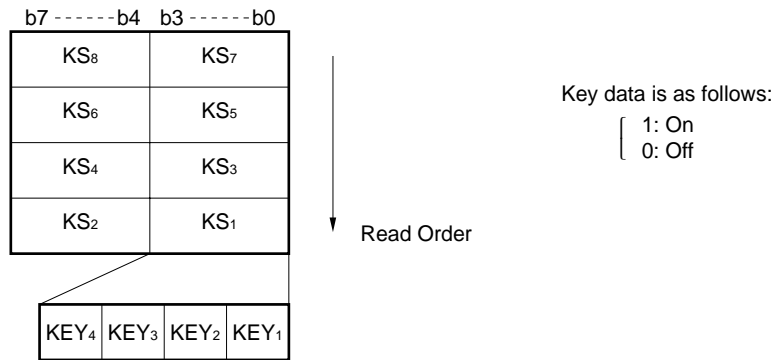 b7 ------b4 b3 ------b0
KS₈ KS₇
KS₆ KS₅
KS₄ KS₃
KS₂ KS₁
Read Order
KEY₄ KEY₃ KEY₂ KEY₁
Key data is as follows:
1: On
0: Off